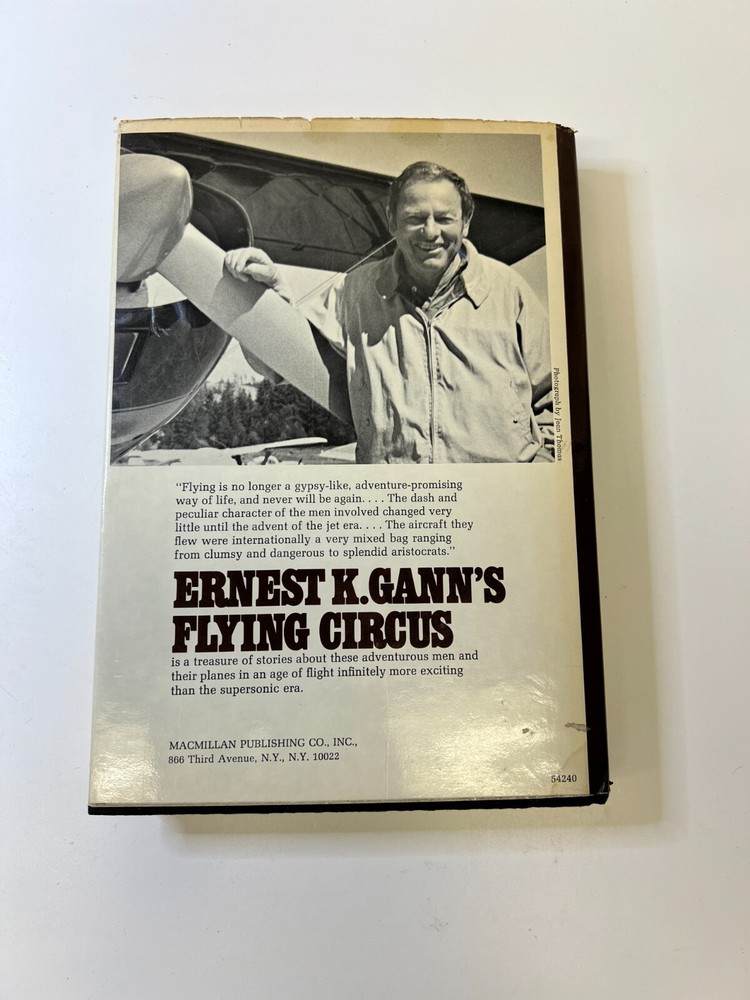 Photograph by Jean Thomas
"Flying is no longer a gypsy-like, adventure-promising
way of life, and never will be again. . . . The dash and
peculiar character of the men involved changed very
little until the advent of the jet era. . . . The aircraft they
flew were internationally a very mixed bag ranging
from clumsy and dangerous to splendid aristocrats."
ERNEST K.GANN'S
FLYING CIRCUS
is a treasure of stories about these adventurous men and
their planes in an age of flight infinitely more exciting
than the supersonic era.
MACMILLAN PUBLISHING CO., INC.,
866 Third Avenue, N.Y., N.Y. 10022
54240